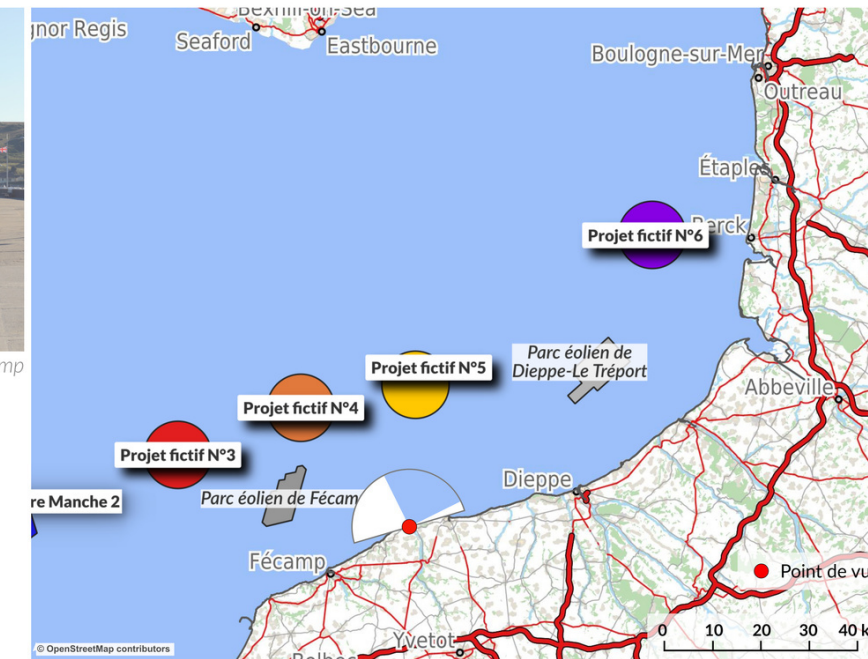 Bexhill-on-Sea
gnor Regis
Seaford
Eastbourne
Boulogne-sur-Mer
Outreau
Étaples
Berck
Projet fictif N°6
mp
Parc éolien de
Dieppe-Le Tréport
Projet fictif N°5
Abbeville
Projet fictif N°4
Projet fictif N°3
Dieppe
re Manche 2
Parc éolien de Fécam
Fécamp
Point de vu
0 10 20 30 40 k
Yvetot
© OpenStreetMap contributors